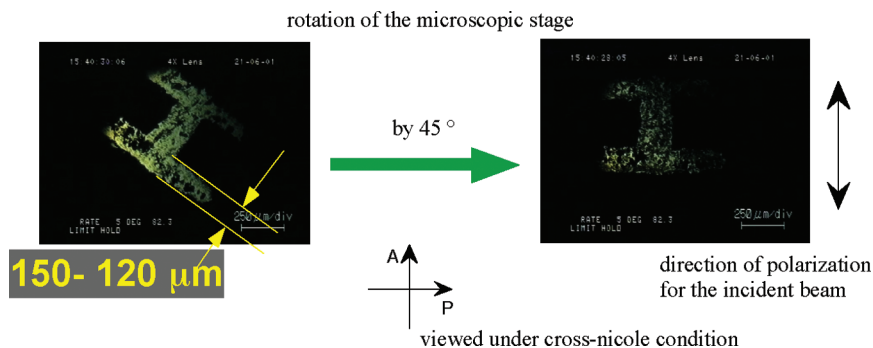 rotation of the microscopic stage
15:40:30:06 4X Lens 21-06-01
15:40:28:05 4X Lens 21-06-01
by 45 °
250μm/div
RATE 5 DEG 82.3
LIMIT HOLD
250μm/div
RATE 5 DEG 82.3
LIMIT HOLD
150- 120 μm
A
P
direction of polarization
for the incident beam
viewed under cross-nicole condition